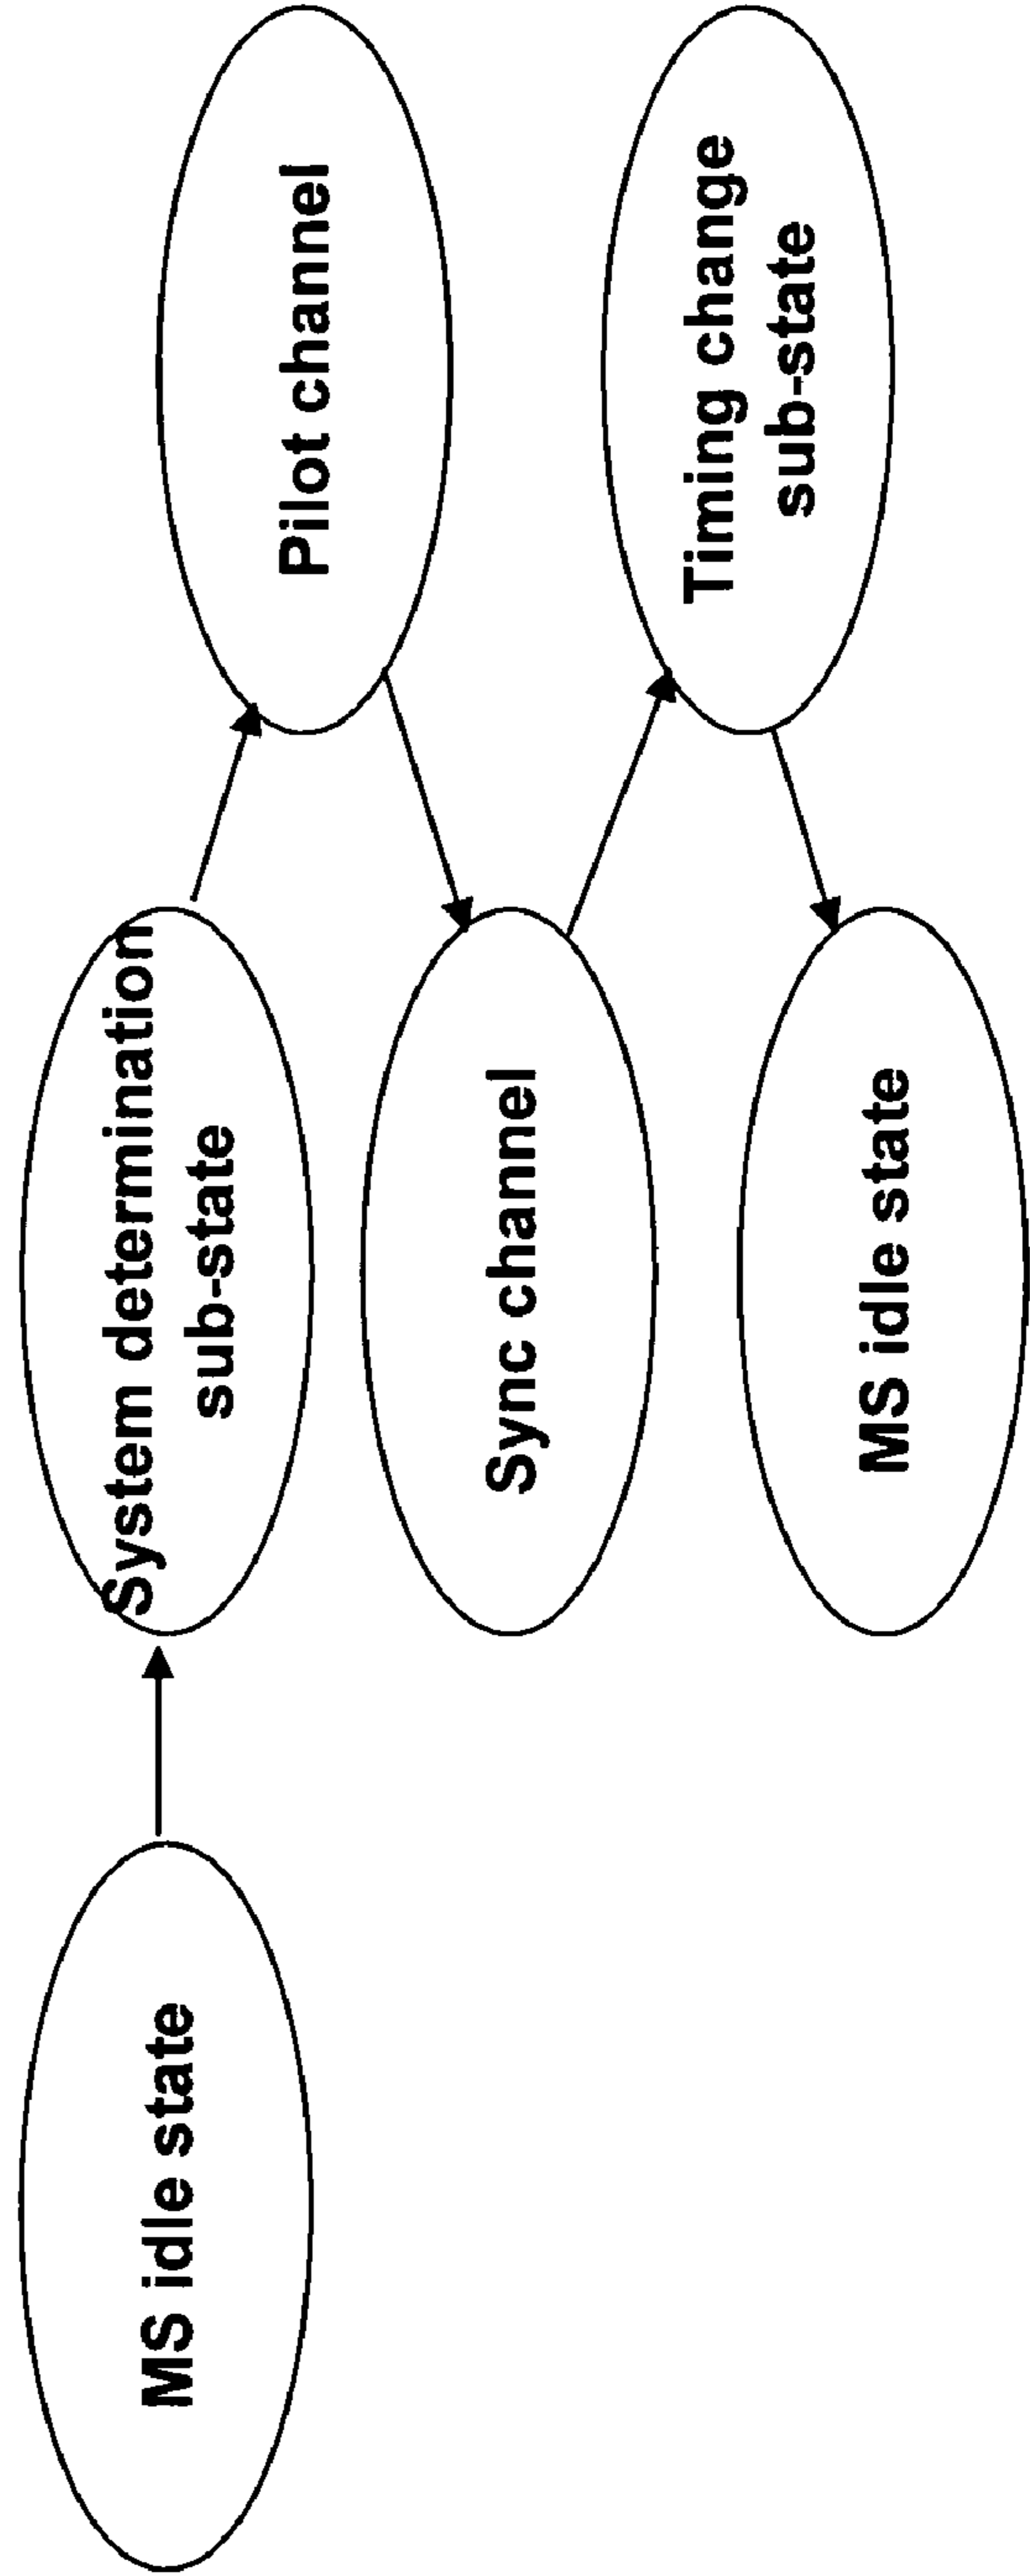 MS idle state
System determination
sub-state
Pilot channel
Sync channel
Timing change
sub-state
MS idle state